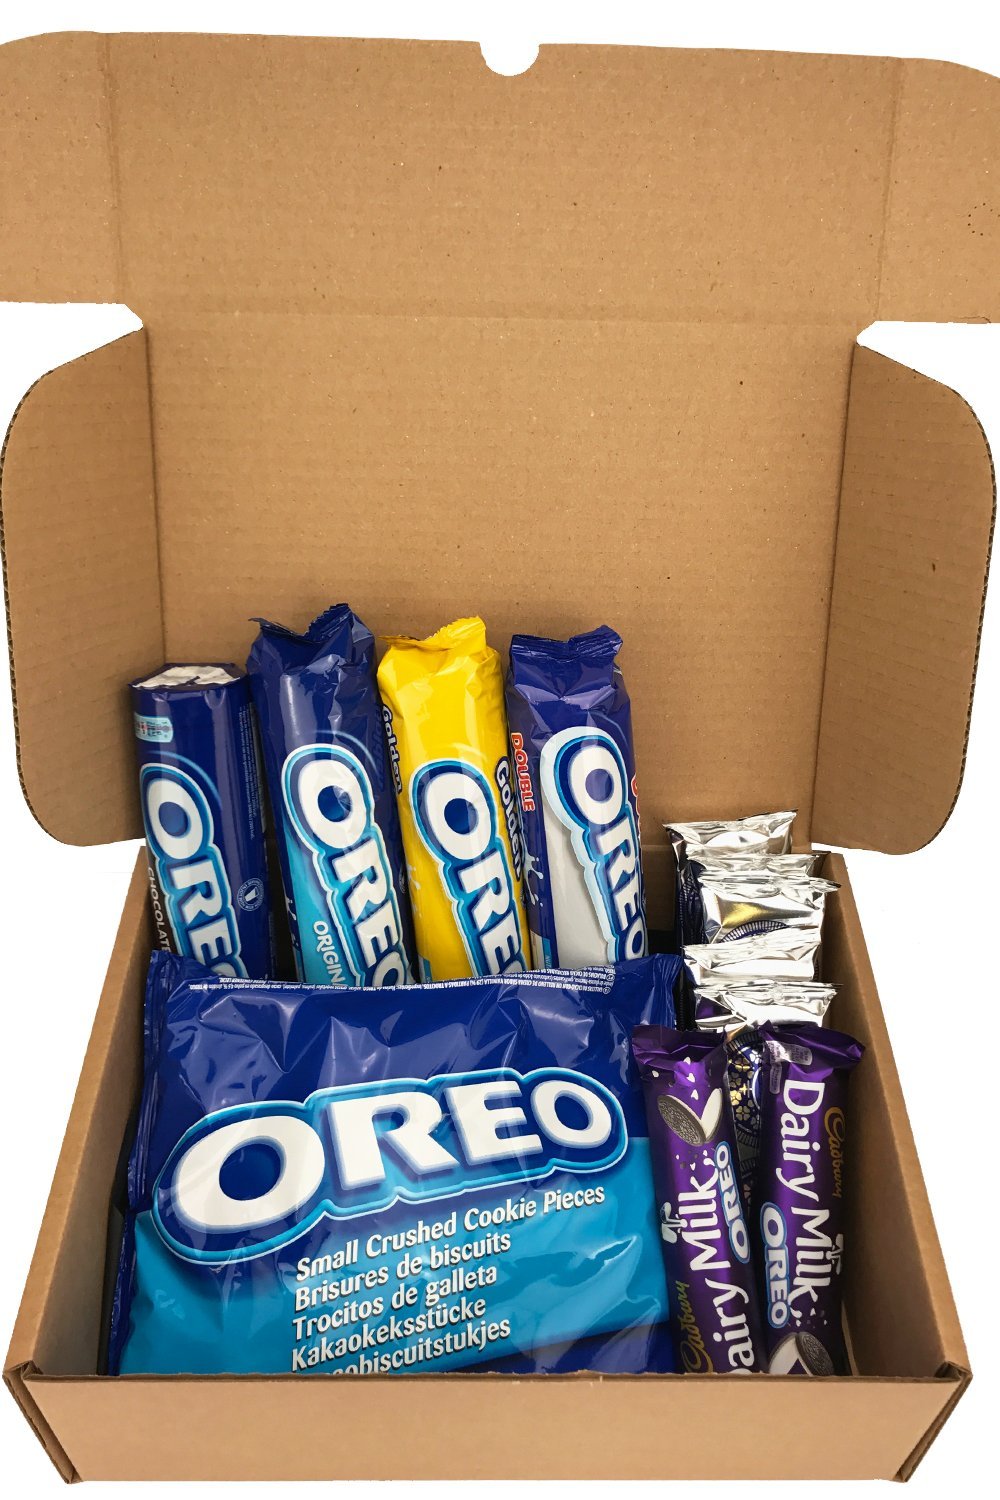 OREO
CHOCOLATE
OREO
ORIGIN
Golden
OREO
DOUBLE
Golden
OREO
OREO
Small Crushed Cookie Pieces
Brisures de biscuits
Trocitos de galleta
Kakaokeksstücke
obiscuitstukjes
Cadbury
Dairy Milk
OREO
Cadbury
Dairy Milk
OREO